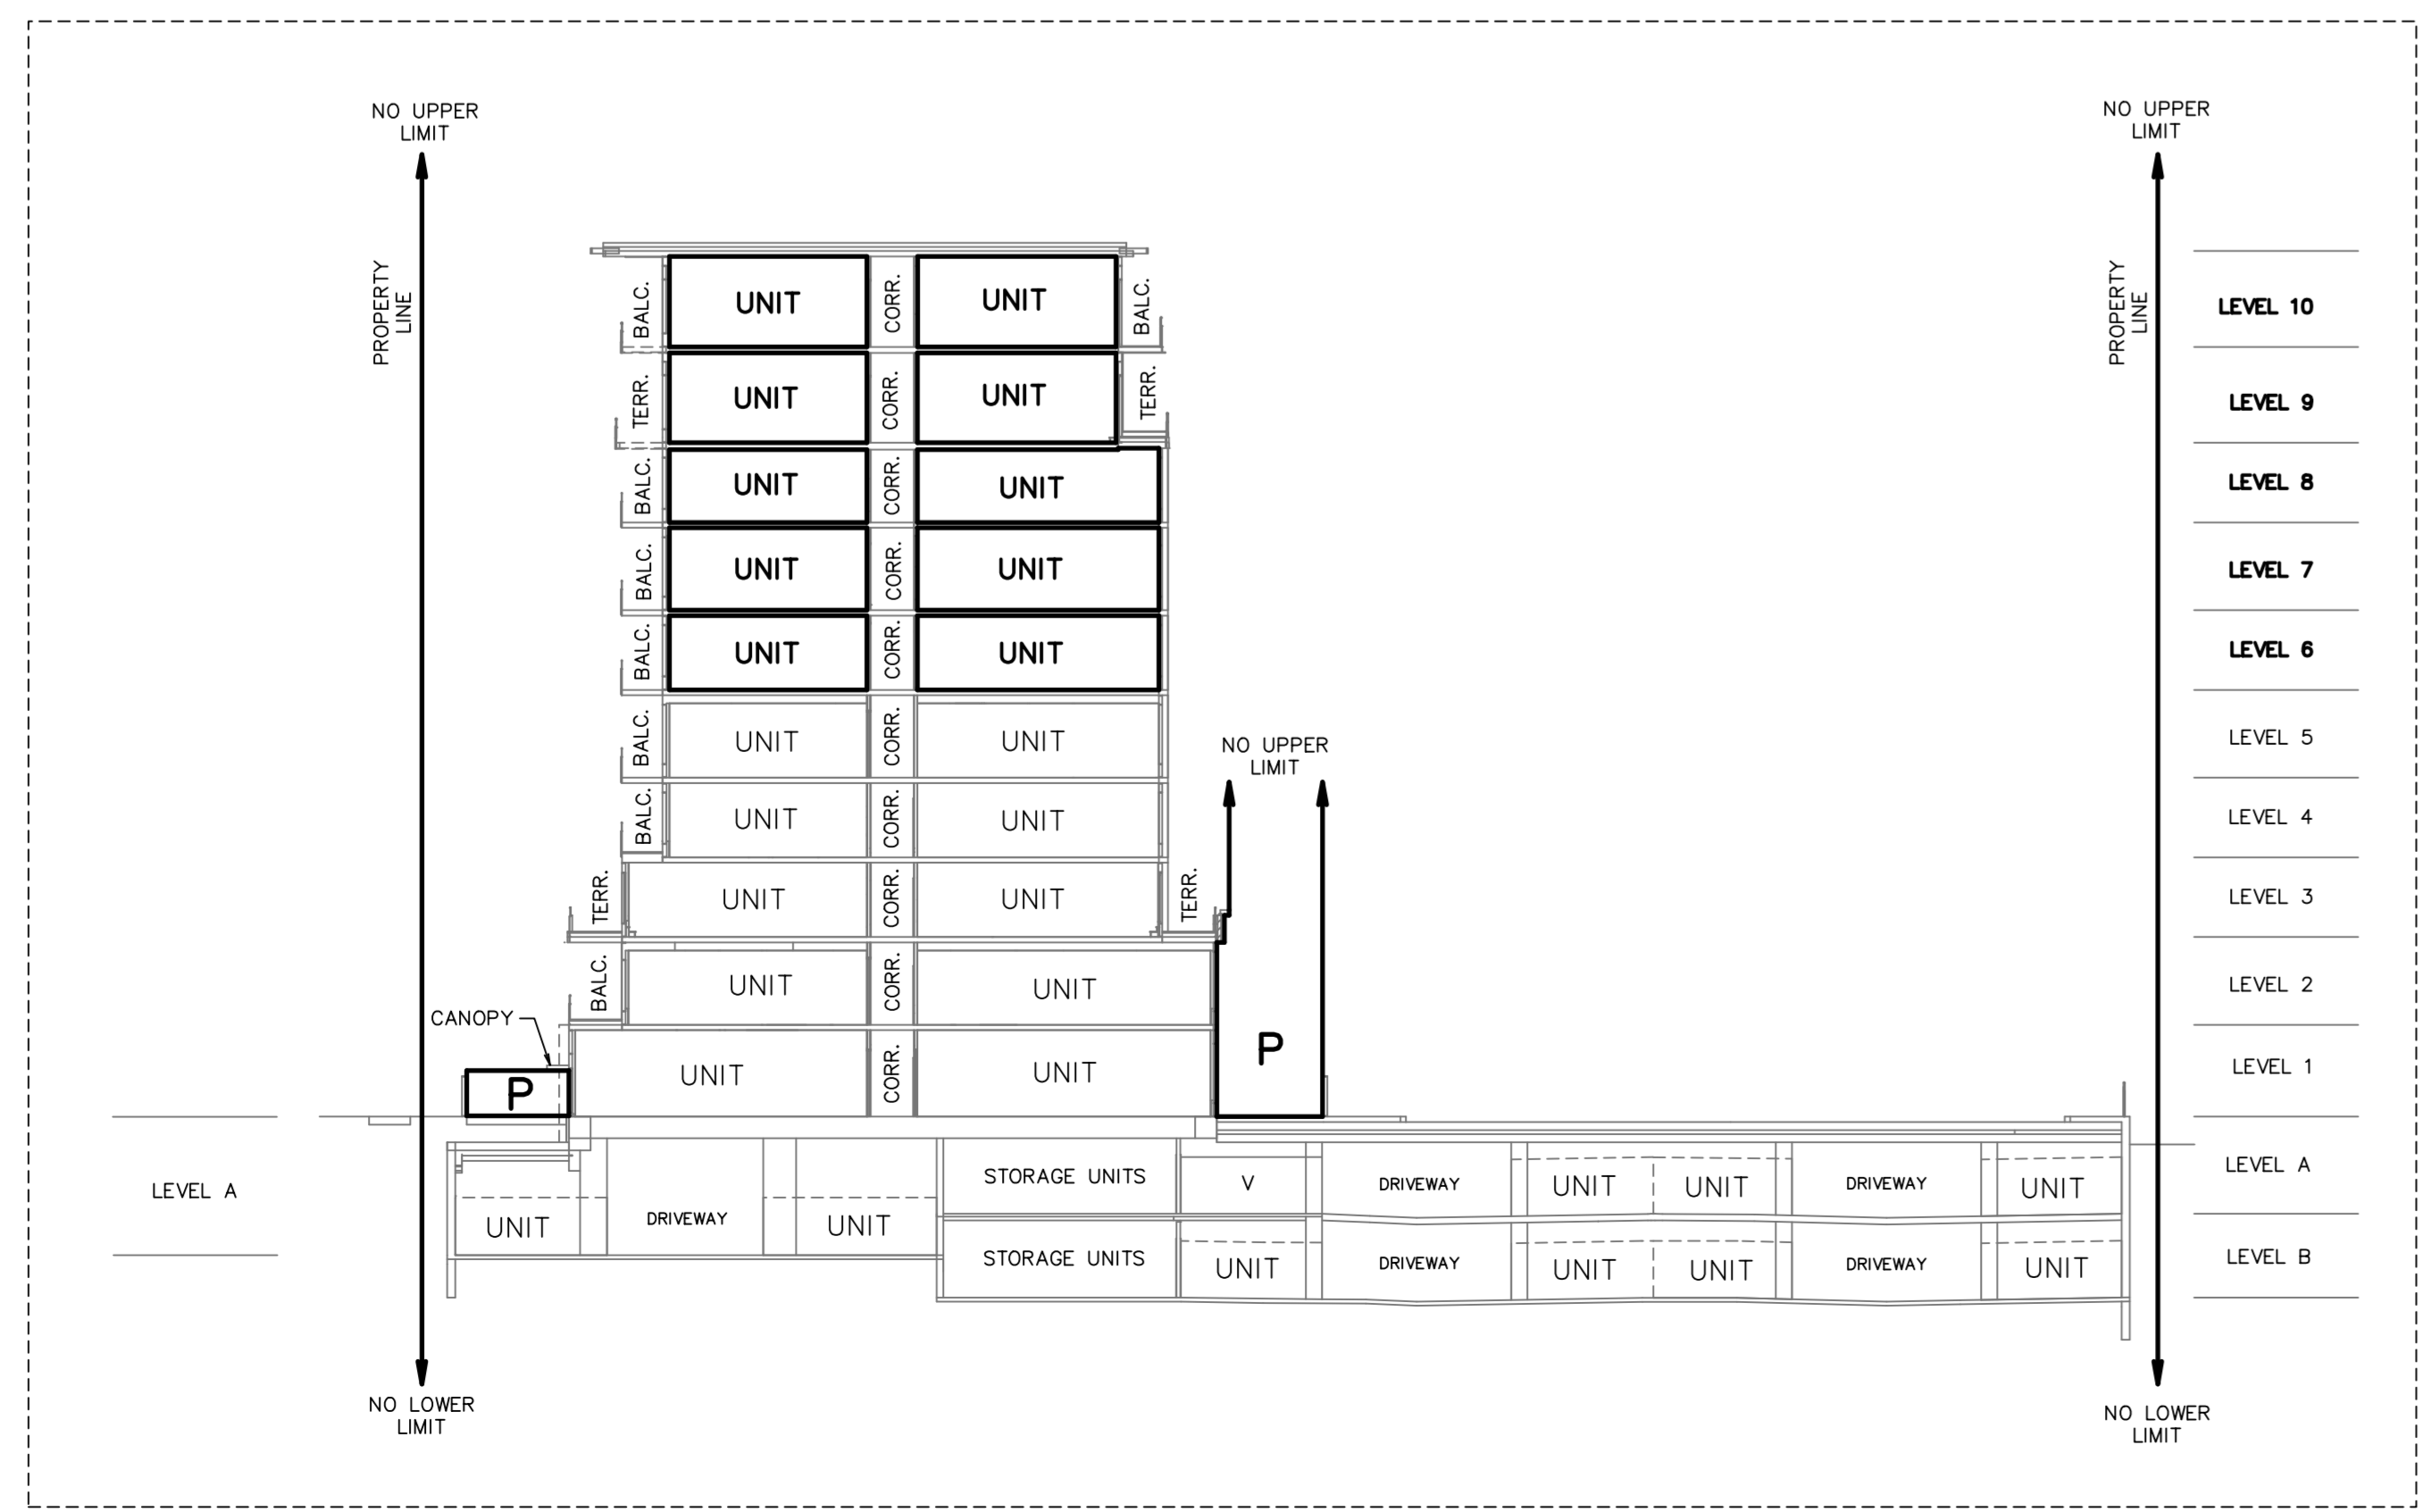 NO UPPER
LIMIT
NO UPPER
LIMIT
PROPERTY
LINE
PROPERTY
LINE
BALC.
UNIT
CORR.
UNIT
BALC.
LEVEL 10
TERR.
UNIT
CORR.
UNIT
TERR.
LEVEL 9
BALC.
UNIT
CORR.
UNIT
LEVEL 8
BALC.
UNIT
CORR.
UNIT
LEVEL 7
BALC.
UNIT
CORR.
UNIT
LEVEL 6
BALC.
UNIT
CORR.
UNIT
LEVEL 5
NO UPPER
LIMIT
BALC.
UNIT
CORR.
UNIT
LEVEL 4
TERR.
UNIT
CORR.
UNIT
TERR.
LEVEL 3
BALC.
UNIT
CORR.
UNIT
LEVEL 2
CANOPY
P
UNIT
CORR.
UNIT
P
LEVEL 1
LEVEL A
UNIT
DRIVEWAY
UNIT
STORAGE UNITS
V
DRIVEWAY
UNIT
UNIT
DRIVEWAY
UNIT
LEVEL A
STORAGE UNITS
UNIT
DRIVEWAY
UNIT
UNIT
DRIVEWAY
UNIT
LEVEL B
NO LOWER
LIMIT
NO LOWER
LIMIT